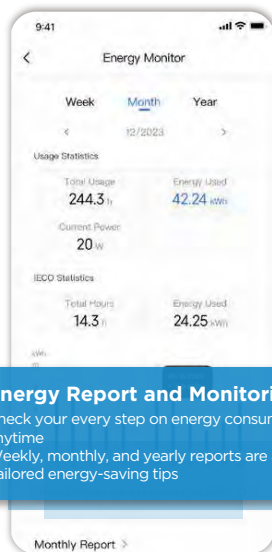 9:41
< Energy Monitor
Week Month Year
< 12/2023 >
Usage Statistics
Total Usage Energy Used
244.3 h 42.24 kWh
Current Power
20 w
IECO Statistics
Total Hours Energy Used
14.3 h 24.25 kWh
kWh
nergy Report and Monitori
heck your every step on energy consum
nytime
eekly, monthly, and yearly reports are a
ailored energy-saving tips
Monthly Report >